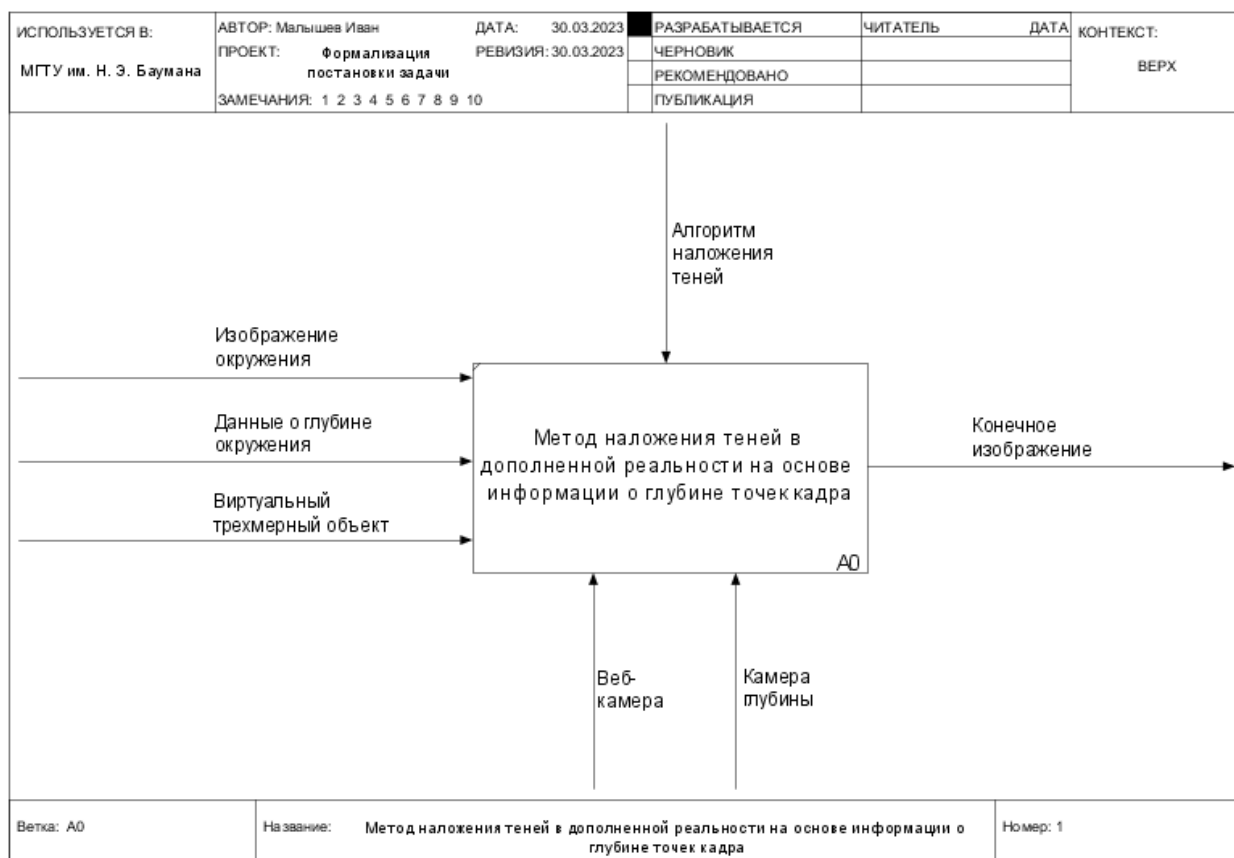 ИСПОЛЬЗУЕТСЯ В:
МГТУ им. Н. Э. Баумана
АВТОР: Малышев Иван
ДАТА: 30.03.2023
ПРОЕКТ: Формализация
постановки задачи
РЕВИЗИЯ: 30.03.2023
ЗАМЕЧАНИЯ: 1 2 3 4 5 6 7 8 9 10
РАЗРАБАТЫВАЕТСЯ
ЧЕРНОВИК
РЕКОМЕНДОВАНО
ПУБЛИКАЦИЯ
ЧИТАТЕЛЬ
ДАТА
КОНТЕКСТ:
ВЕРХ
Алгоритм
наложения
теней
Изображение
окружения
Данные о глубине
окружения
Виртуальный
трехмерный объект
Метод наложения теней в
дополненной реальности на основе
информации о глубине точек кадра
A0
Конечное
изображение
Веб-
камера
Камера
глубины
Ветка: A0
Название: Метод наложения теней в дополненной реальности на основе информации о
глубине точек кадра
Номер: 1